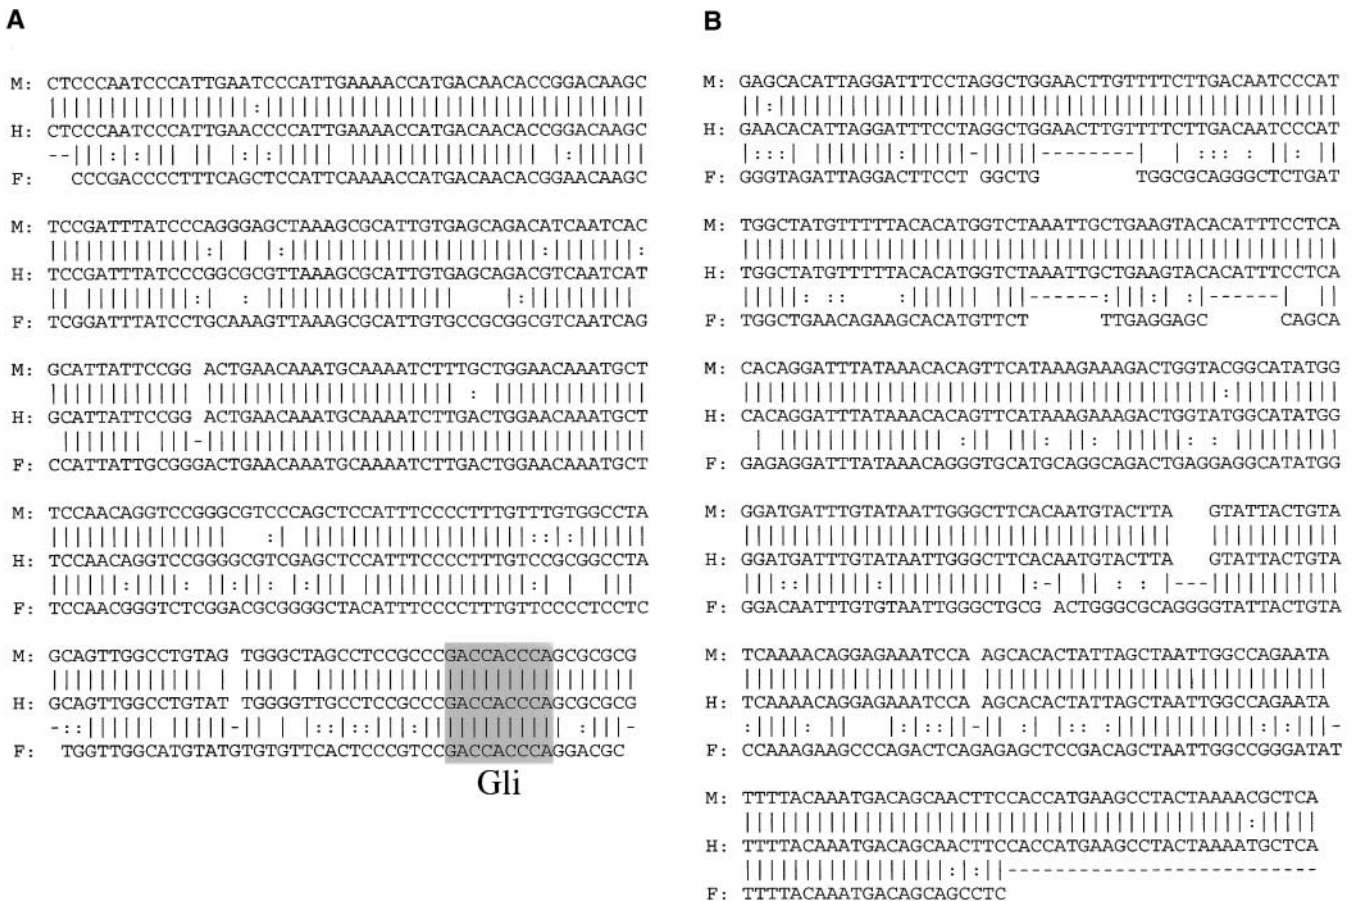 A
M: CTCCCAATCCCATTGAATCCCATTGAAAACCATGACAACACCGGACAAGC
||||||||||||||||| :||||||||||||||||||||||||||||||||
H: CTCCCAATCCCATTGAACCCCATTGAAAACCATGACAACACCGGACAAGC
--|||:|:||| || |:|:||||| |||||||||||||||| |:||||||
F: CCCGACCCCTTTCAGCTCCATTCAAAACCATGACAACACGGAACAAGC
M: TCCGATTTATCCCAGGGAGCTAAAGCGCATTGTGAGCAGACATCAATCAC
|||||||||||||:| | |:|||||||||||||||||||||:|||||||:
H: TCCGATTTATCCCGGCGCGTTAAAGCGCATTGTGAGCAGACGTCAATCAT
|| |||||||||:| : |||||||||||||||| |:|||||||||
F: TCGGATTTATCCTGCAAAGTTAAAGCGCATTGTGCCGCGGCGTCAATCAG
M: GCATTATTCCGG ACTGAACAAATGCAAAATCTTTGCTGGAACAAATGCT
|||||||||||| ||||||||||||||||||||| : ||||||||||||||
H: GCATTATTCCGG ACTGAACAAATGCAAAATCTTGACTGGAACAAATGCT
||||||| |||-|||||||||||||||||||||||||||||||||||||
F: CCATTATTGCGGGACTGAACAAATGCAAAATCTTGACTGGAACAAATGCT
M: TCCAACAGGTCCGGGCGTCCCAGCTCCATTTCCCCTTTGTTTGTGGCCTA
||||||||||||||| :| ||||||||||||||||||||::|:||||||
H: TCCAACAGGTCCGGGGCGTCGAGCTCCATTTCCCCTTTGTCCGCGGCCTA
||||||:||||: ||:|: |:||| ||||||||||||||:| | |||
F: TCCAACGGGTCTCGGACGCGGGGCTACATTTCCCCTTTGTTCCCCTCCTC
M: GCAGTTGGCCTGTAG TGGGCTAGCCTCCGCCCGACCACCCAGCGCGCG
||||||||||||| | ||| | |||||||||||||||||||||||||||
H: GCAGTTGGCCTGTAT TGGGGTTGCCTCCGCCCGACCACCCAGCGCGCG
-::|||||| |||||-|| | |::|::||| |||||||||| :|:|||-
F: TGGTTGGCATGTATGTGTGTTCACTCCCGTCCGACCACCCAGGACGC
Gli
B
M: GAGCACATTAGGATTTCCTAGGCTGGAACTTGTTTTCTTGACAATCCCAT
||:|||||||||||||||||||||||||||||||||||||||||||||||
H: GAACACATTAGGATTTCCTAGGCTGGAACTTGTTTTCTTGACAATCCCAT
|:::| ||||||||:|||||-|||||--------| | ::: : ||: ||
F: GGGTAGATTAGGACTTCCT GGCTG TGGCGCAGGGCTCTGAT
M: TGGCTATGTTTTTACACATGGTCTAAATTGCTGAAGTACACATTTCCTCA
||||||||||||||||||||||||||||||||||||||||||||||||||
H: TGGCTATGTTTTTACACATGGTCTAAATTGCTGAAGTACACATTTCCTCA
|||||: :: :||||||| |||------:|||:| :|------| ||
F: TGGCTGAACAGAAGCACATGTTCT TTGAGGAGC CAGCA
M: CACAGGATTTATAAACACAGTTCATAAAGAAAGACTGGTACGGCATATGG
||||||||||||||||||||||||||||||||||||||||:|||||||||
H: CACAGGATTTATAAACACAGTTCATAAAGAAAGACTGGTATGGCATATGG
| |||||||||||||| :|| |||: ||: ||||||: : |||||||||
F: GAGAGGATTTATAAACAGGGTGCATGCAGGCAGACTGAGGAGGCATATGG
M: GGATGATTTGTATAATTGGGCTTCACAATGTACTTA GTATTACTGTA
|||||||||||||||||||||||||||||||||||| |||||||||||
H: GGATGATTTGTATAATTGGGCTTCACAATGTACTTA GTATTACTGTA
|||::||||||:|||||||||| |:-| || : : |---|||||||||||
F: GGACAATTTGTGTAATTGGGCTGCG ACTGGGCGCAGGGGTATTACTGTA
M: TCAAAACAGGAGAAATCCA AGCACACTATTAGCTAATTGGCCAGAATA
||||||||||||||||||| |||||||||||||||||||||||||||||
H: TCAAAACAGGAGAAATCCA AGCACACTATTAGCTAATTGGCCAGAATA
:||||: || |:||:-||:|: :| :||||||||||||:|||-
F: CCAAAGAAGCCCAGACTCAGAGAGCTCCGACAGCTAATTGGCCGGGATAT
M: TTTTACAAATGACAGCAACTTCCACCATGAAGCCTACTAAAACGCTCA
||||||||||||||||||||||||||||||||||||||||||:|||||
H: TTTTACAAATGACAGCAACTTCCACCATGAAGCCTACTAAAATGCTCA
|||||||||||||||||:|:||--------------------------
F: TTTTACAAATGACAGCAGCCTC